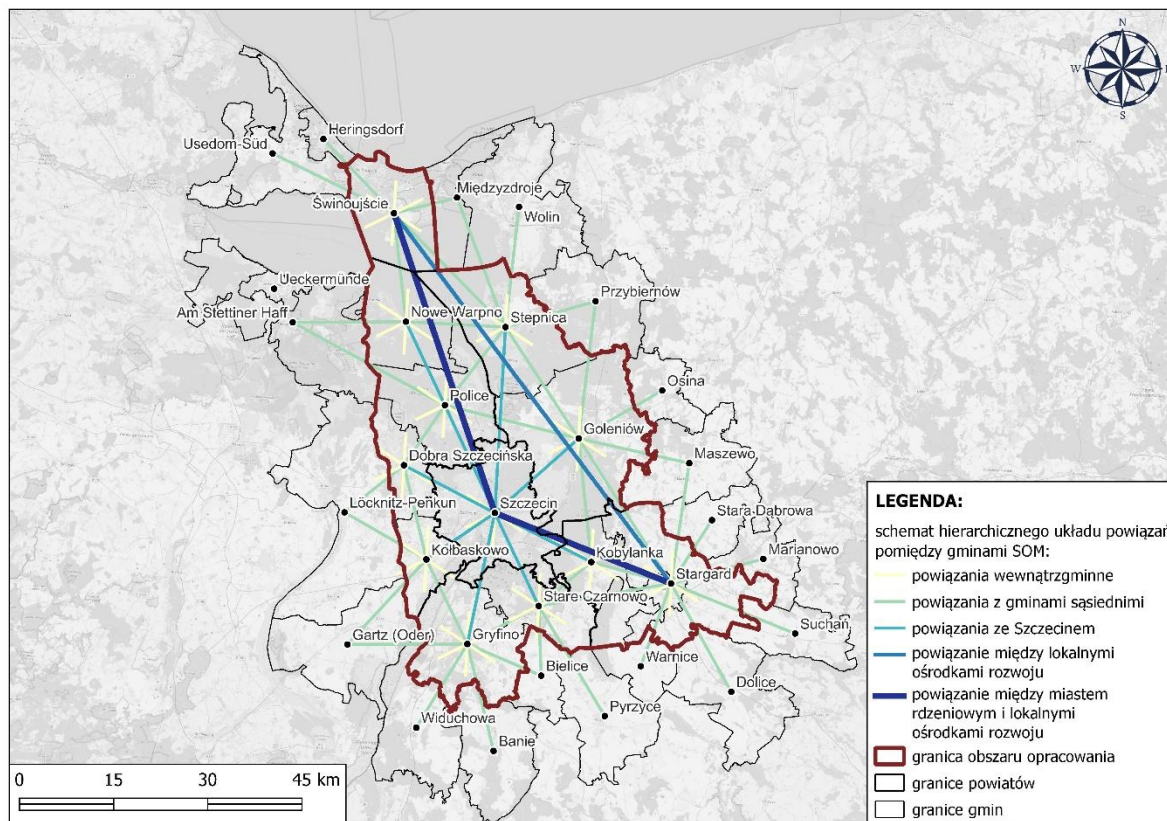 N
W
E
S
Heringsdorf
Usedom-Süd
Międzyzdroje
Świnoujście
Wolin
Ueckermünde
Przybiernów
Am Stettiner Haff
Nowe Warpno
Stepnica
Osina
Police
Goleniów
Dobra Szczecińska
Maszewo
Löcknitz-Penkun
Szczecin
Stara Dąbrowa
Kołbaskowo
Kobylanka
Marianowo
Stargard
Stare Czarnowo
Suchań
Gartz (Oder)
Gryfino
Bielice
Warnice
Dolice
Widuchowa
Pyrzyce
Banie
0 15 30 45 km
LEGENDA:
schemat hierarchicznego układu powiązań
pomiędzy gminami SOM:
powiązania wewnątrzgminne
powiązania z gminami sąsiednimi
powiązania ze Szczecinem
powiązanie między lokalnymi
ośrodkami rozwoju
powiązanie między miastem
rdzeniowym i lokalnymi
ośrodkami rozwoju
granica obszaru opracowania
granice powiatów
granice gmin